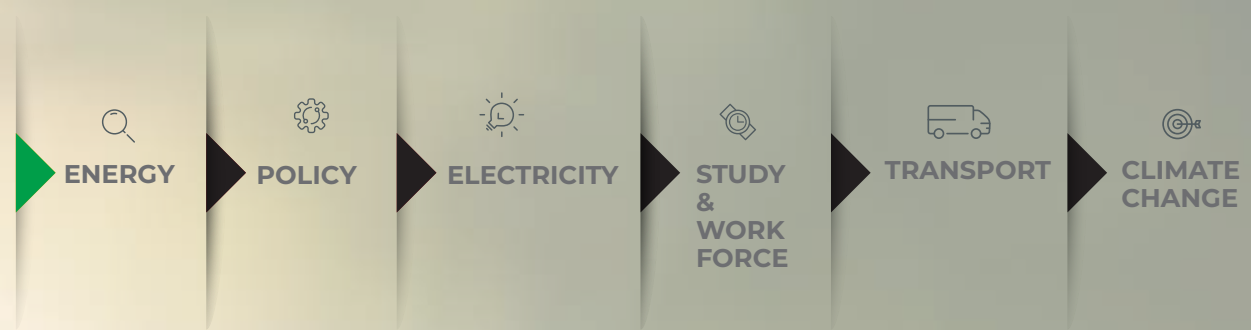 ENERGY
POLICY
ELECTRICITY
STUDY
&
WORK
FORCE
TRANSPORT
CLIMATE
CHANGE